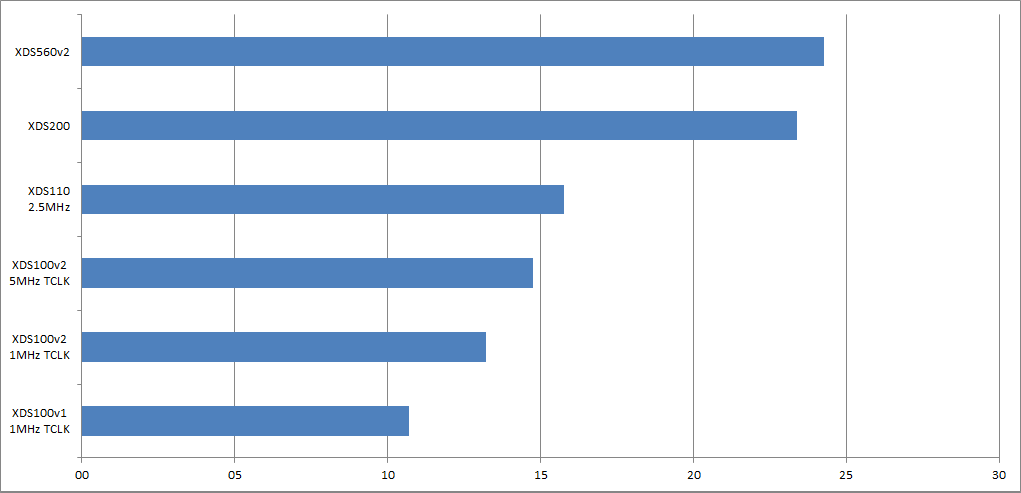 XDS560v2
XDS200
XDS110
2.5MHz
XDS100v2
5MHz TCLK
XDS100v2
1MHz TCLK
XDS100v1
1MHz TCLK
00 05 10 15 20 25 30